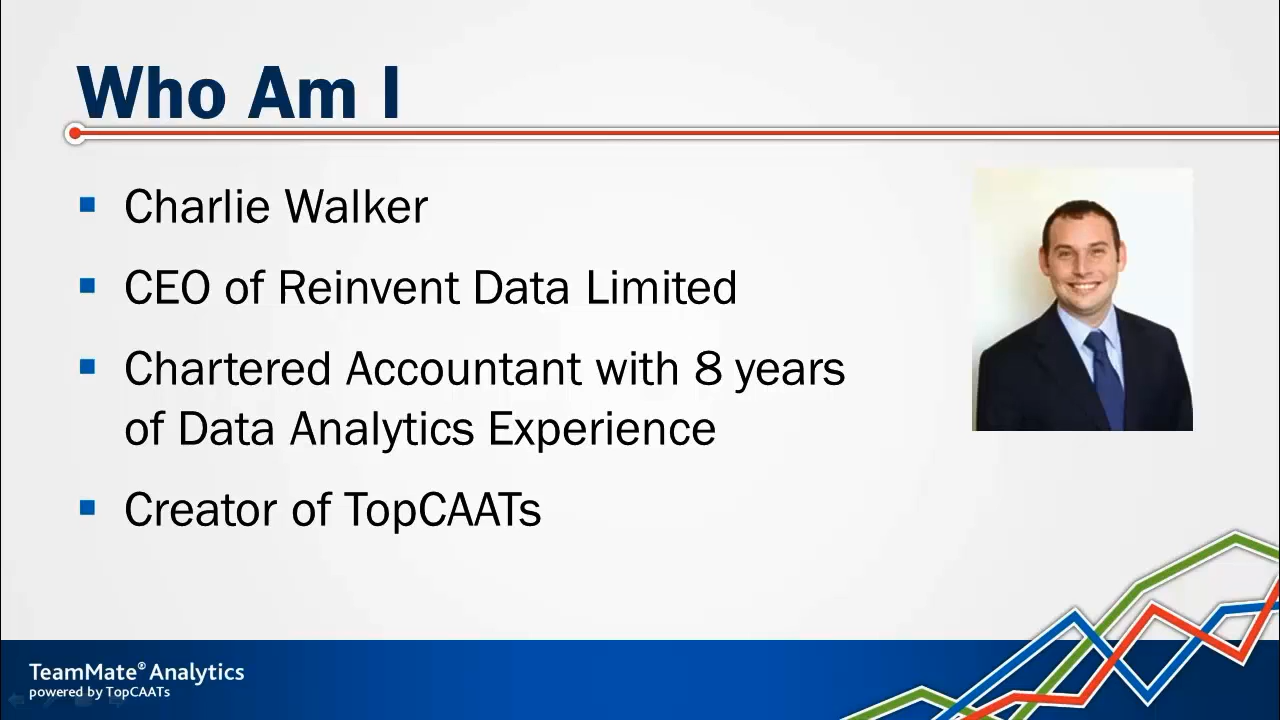 Who Am I
Charlie Walker
CEO of Reinvent Data Limited
Chartered Accountant with 8 years
of Data Analytics Experience
Creator of TopCAATs
TeamMate® Analytics
powered by TopCAATs